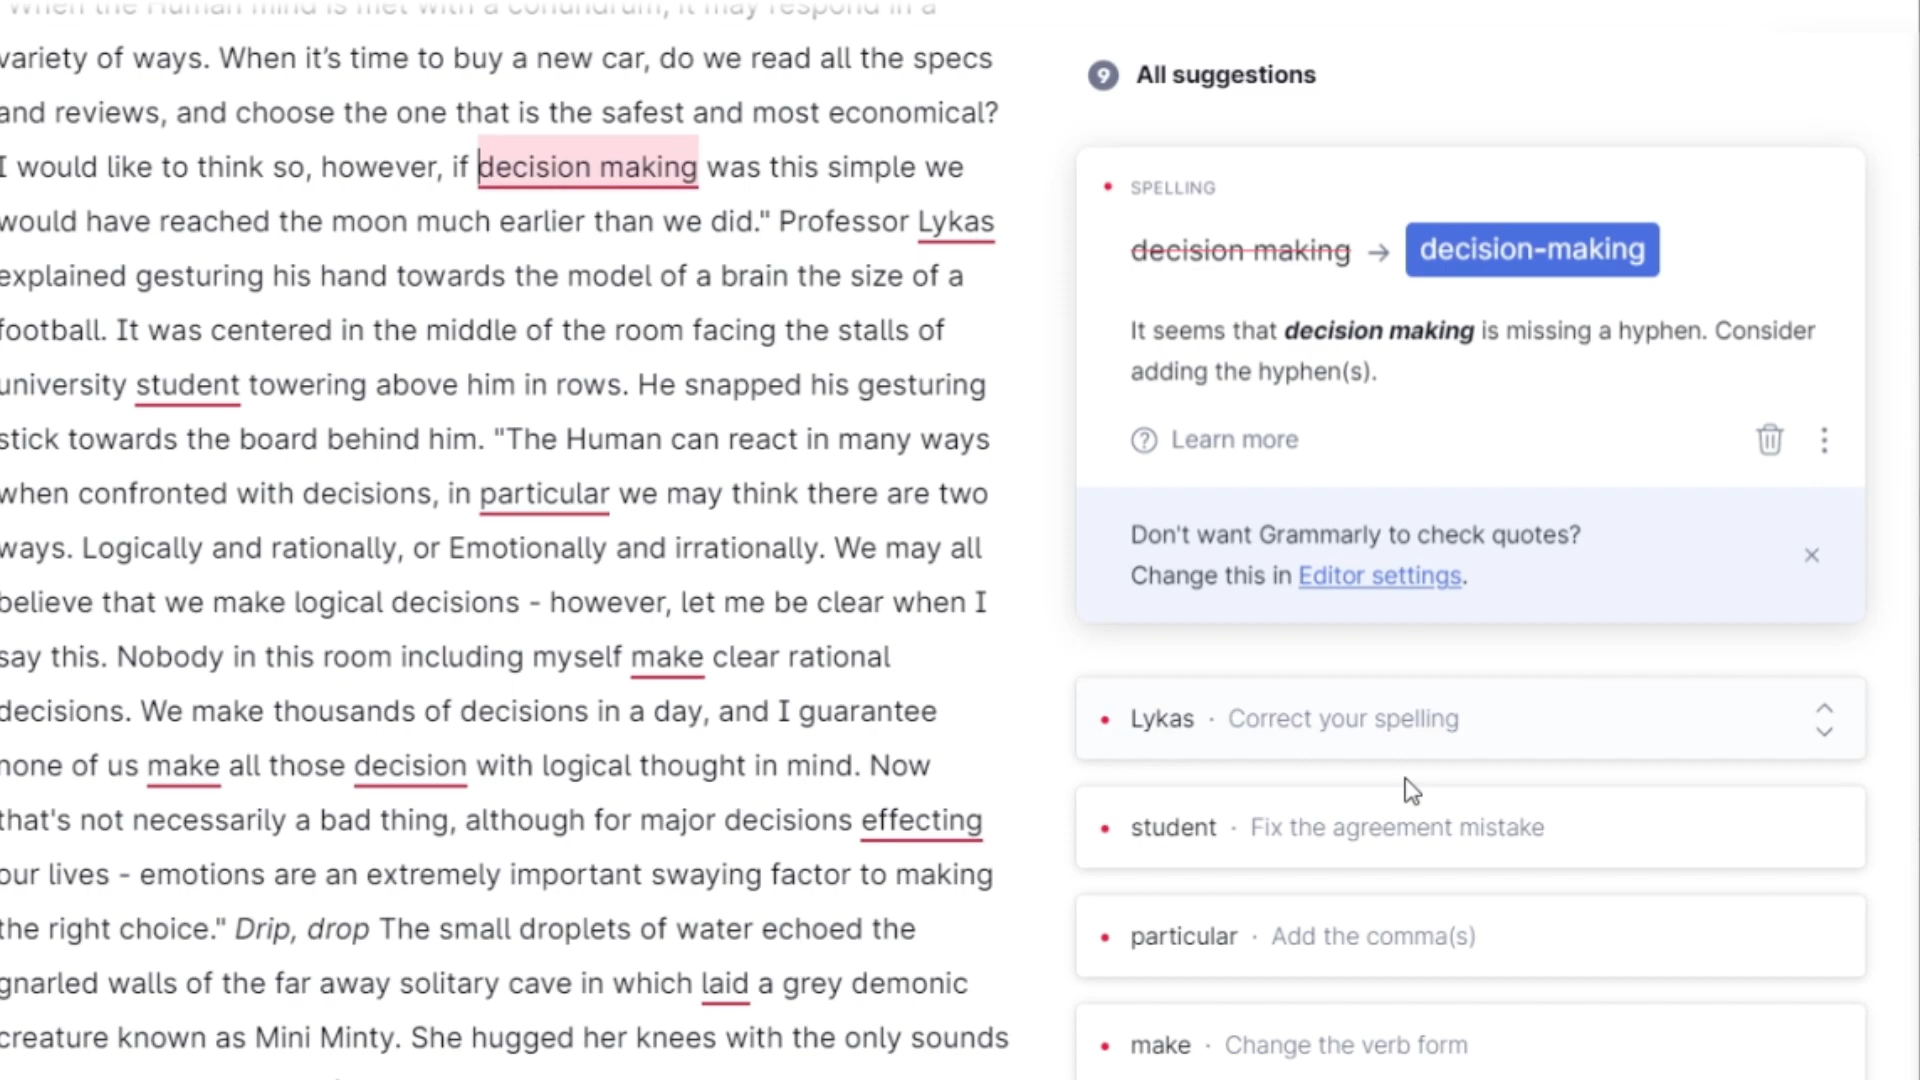 When the Human mind is met with a conundrum, it may respond in a
variety of ways. When it's time to buy a new car, do we read all the specs
and reviews, and choose the one that is the safest and most economical?
I would like to think so, however, if decision making was this simple we
would have reached the moon much earlier than we did." Professor Lykas
explained gesturing his hand towards the model of a brain the size of a
football. It was centered in the middle of the room facing the stalls of
university student towering above him in rows. He snapped his gesturing
stick towards the board behind him. "The Human can react in many ways
when confronted with decisions, in particular we may think there are two
ways. Logically and rationally, or Emotionally and irrationally. We may all
believe that we make logical decisions - however, let me be clear when I
say this. Nobody in this room including myself make clear rational
decisions. We make thousands of decisions in a day, and I guarantee
none of us make all those decision with logical thought in mind. Now
that's not necessarily a bad thing, although for major decisions effecting
our lives - emotions are an extremely important swaying factor to making
the right choice." Drip, drop The small droplets of water echoed the
gnarled walls of the far away solitary cave in which laid a grey demonic
creature known as Mini Minty. She hugged her knees with the only sounds
9 All suggestions
SPELLING
decision making → decision-making
It seems that decision making is missing a hyphen. Consider
adding the hyphen(s).
Learn more
Don't want Grammarly to check quotes?
Change this in Editor settings.
Lykas · Correct your spelling
student · Fix the agreement mistake
particular · Add the comma(s)
make · Change the verb form